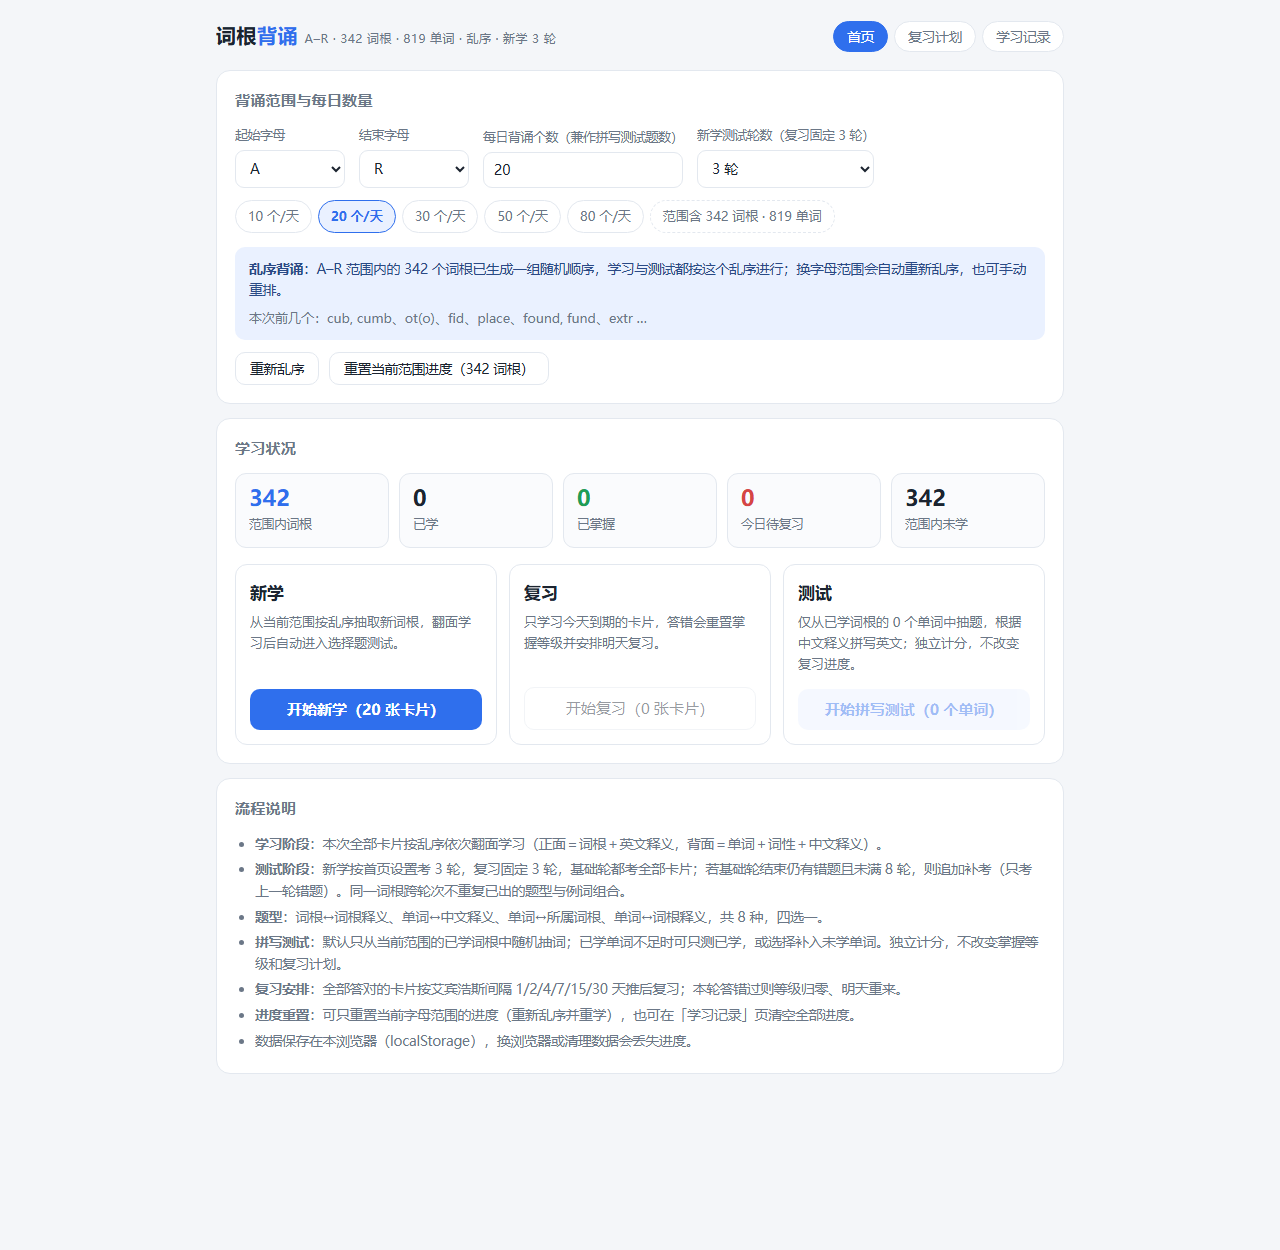 词根背诵 A–R · 342 词根 · 819 单词 · 乱序 · 新学 3 轮
首页 复习计划 学习记录
背诵范围与每日数量
起始字母 结束字母 每日背诵个数（兼作拼写测试题数） 新学测试轮数（复习固定 3 轮）
A R 20 3 轮
10 个/天 20 个/天 30 个/天 50 个/天 80 个/天 范围含 342 词根 · 819 单词
乱序背诵：A–R 范围内的 342 个词根已生成一组随机顺序，学习与测试都按这个乱序进行；换字母范围会自动重新乱序，也可手动
重排。
本次前几个：cub, cumb、ot(o)、fid、place、found, fund、extr ...
重新乱序 重置当前范围进度（342 词根）
学习状况
342 0 0 0 342
范围内词根 已学 已掌握 今日待复习 范围内未学
新学
从当前范围按乱序抽取新词根，翻面学
习后自动进入选择题测试。
开始新学（20 张卡片）
复习
只学习今天到期的卡片，答错会重置掌
握等级并安排明天复习。
开始复习（0 张卡片）
测试
仅从已学词根的 0 个单词中抽题，根据
中文释义拼写英文；独立计分，不改变
复习进度。
开始拼写测试（0 个单词）
流程说明
学习阶段：本次全部卡片按乱序依次翻面学习（正面＝词根＋英文释义，背面＝单词＋词性＋中文释义）。
测试阶段：新学按首页设置考 3 轮，复习固定 3 轮，基础轮都考全部卡片；若基础轮结束仍有错题且未满 8 轮，则追加补考（只考
上一轮错题）。同一词根跨轮次不重复已出的题型与例词组合。
题型：词根↔词根释义、单词↔中文释义、单词↔所属词根、单词↔词根释义，共 8 种，四选一。
拼写测试：默认只从当前范围的已学词根中随机抽词；已学单词不足时可只测已学，或选择补入未学单词。独立计分，不改变掌握等
级和复习计划。
复习安排：全部答对的卡片按艾宾浩斯间隔 1/2/4/7/15/30 天推后复习；本轮答错过则等级归零、明天重来。
进度重置：可只重置当前字母范围的进度（重新乱序并重学），也可在「学习记录」页清空全部进度。
数据保存在本浏览器（localStorage），换浏览器或清理数据会丢失进度。